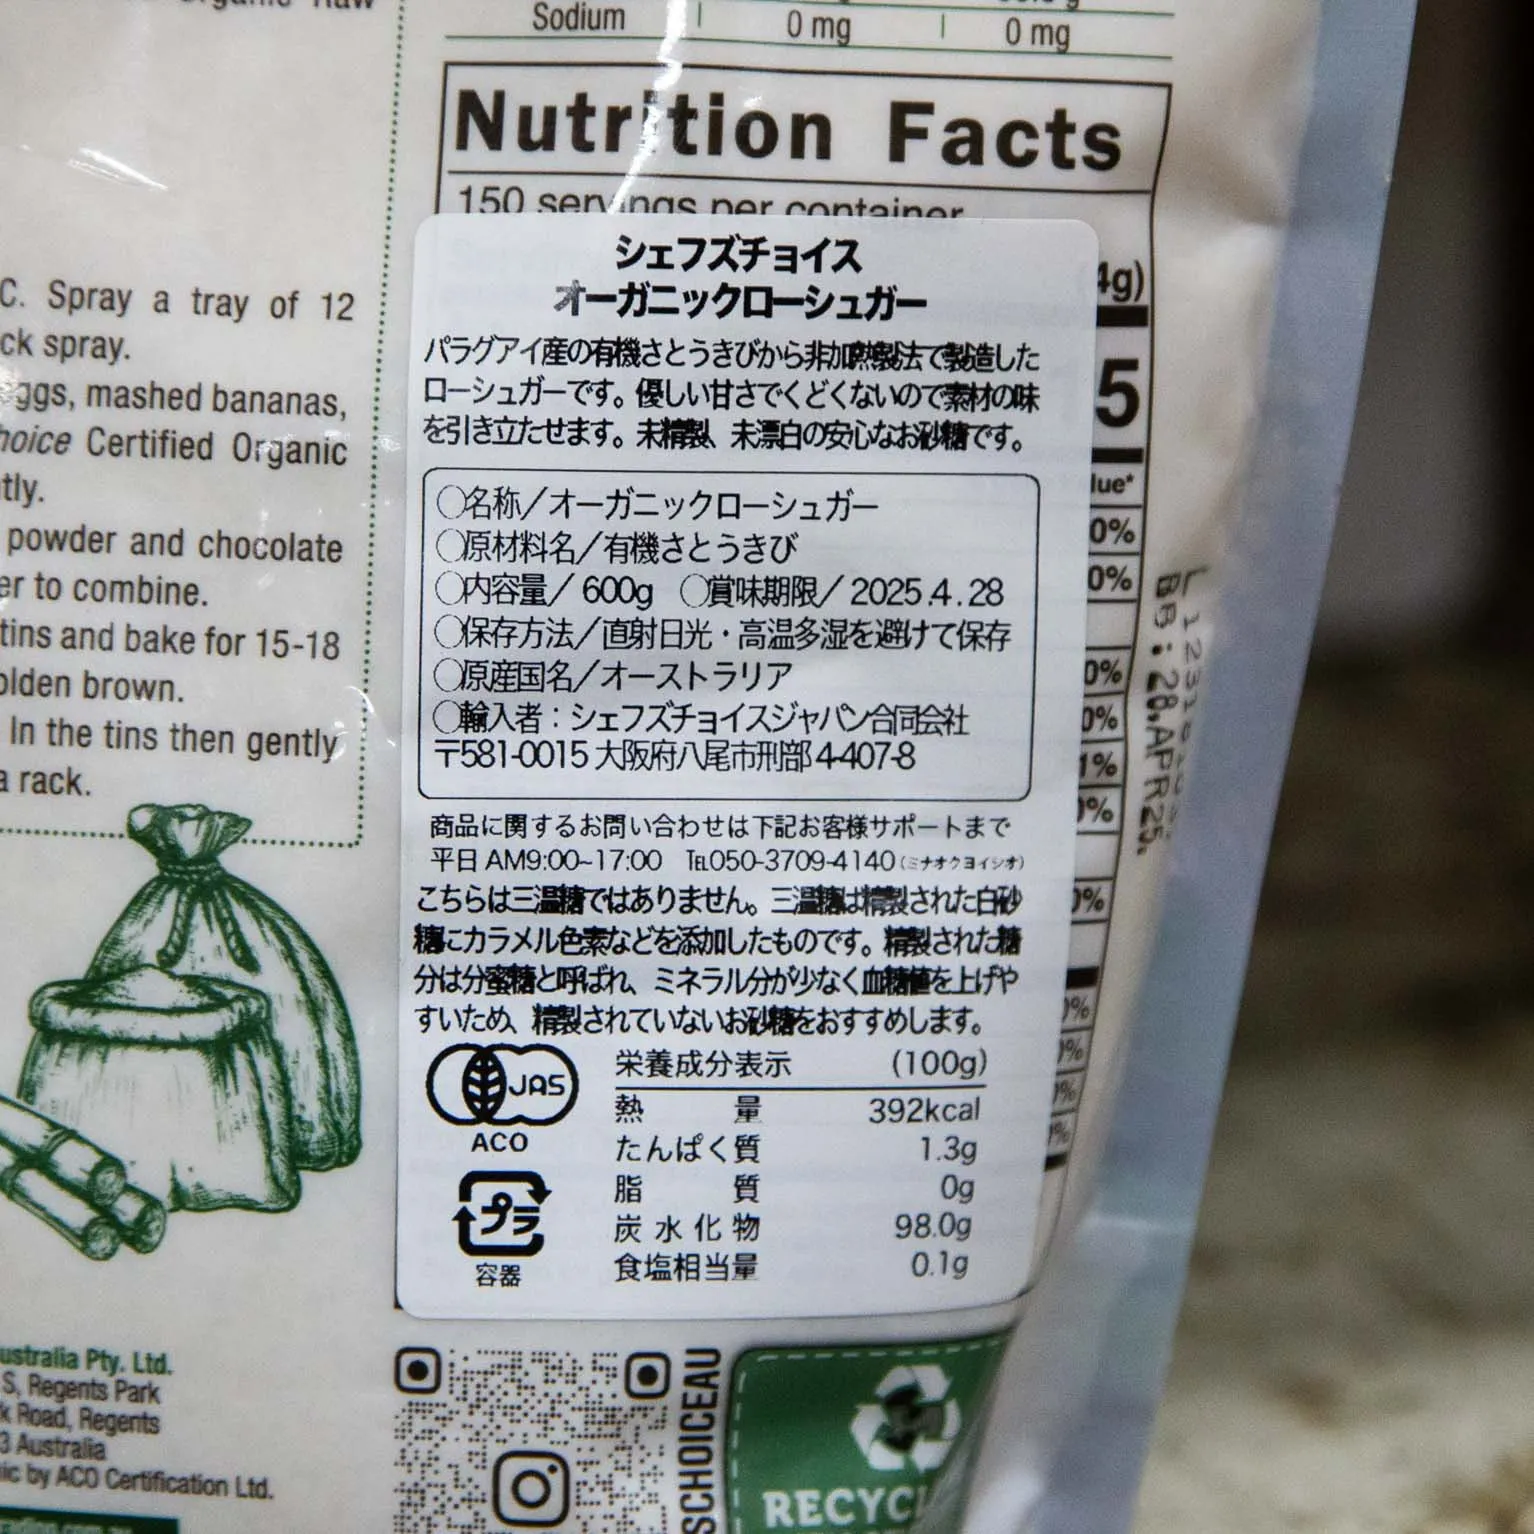 Sodium 0 mg 0 mg
Nutrition Facts
150 servings per container
4g)
5
0%
0%
0%
0%
1%
0%
C. Spray a tray of 12
ck spray.
eggs, mashed bananas,
hoice Certified Organic
tly.
powder and chocolate
er to combine.
tins and bake for 15-18
olden brown.
In the tins then gently
a rack.
シェフズチョイス
オーガニックローシュガー
パラグアイ産の有機さとうきびから非加熱製法で製造した
ローシュガーです。優しい甘さでくどくないので素材の味
を引き立たせます。未精製、未漂白の安心なお砂糖です。
○名称／オーガニックローシュガー
○原材料名／有機さとうきび
○内容量／600g ○賞味期限／2025.4.28
○保存方法／直射日光・高温多湿を避けて保存
○原産国名／オーストラリア
○輸入者：シェフズチョイスジャパン合同会社
〒581-0015 大阪府八尾市刑部4-407-8
商品に関するお問い合わせは下記お客様サポートまで
平日 AM9:00~17:00 TEL050-3709-4140(ミナオクヨイシオ)
こちらは三温糖ではありません。三温糖は精製された白砂
糖にカラメル色素などを添加したものです。精製された糖
分は分蜜糖と呼ばれ、ミネラル分が少なく血糖値を上げや
すいため、精製されていないお砂糖をおすすめします。
JAS
ACO
プラ
容器
栄養成分表示 (100g)
熱量 392kcal
たんぱく質 1.3g
脂質 0g
炭水化物 98.0g
食塩相当量 0.1g
BB: 28.APR25.
ustralia Pty. Ltd.
S, Regents Park
k Road, Regents
3 Australia
ic by ACO Certification Ltd.
SCHOICEAU
RECYC